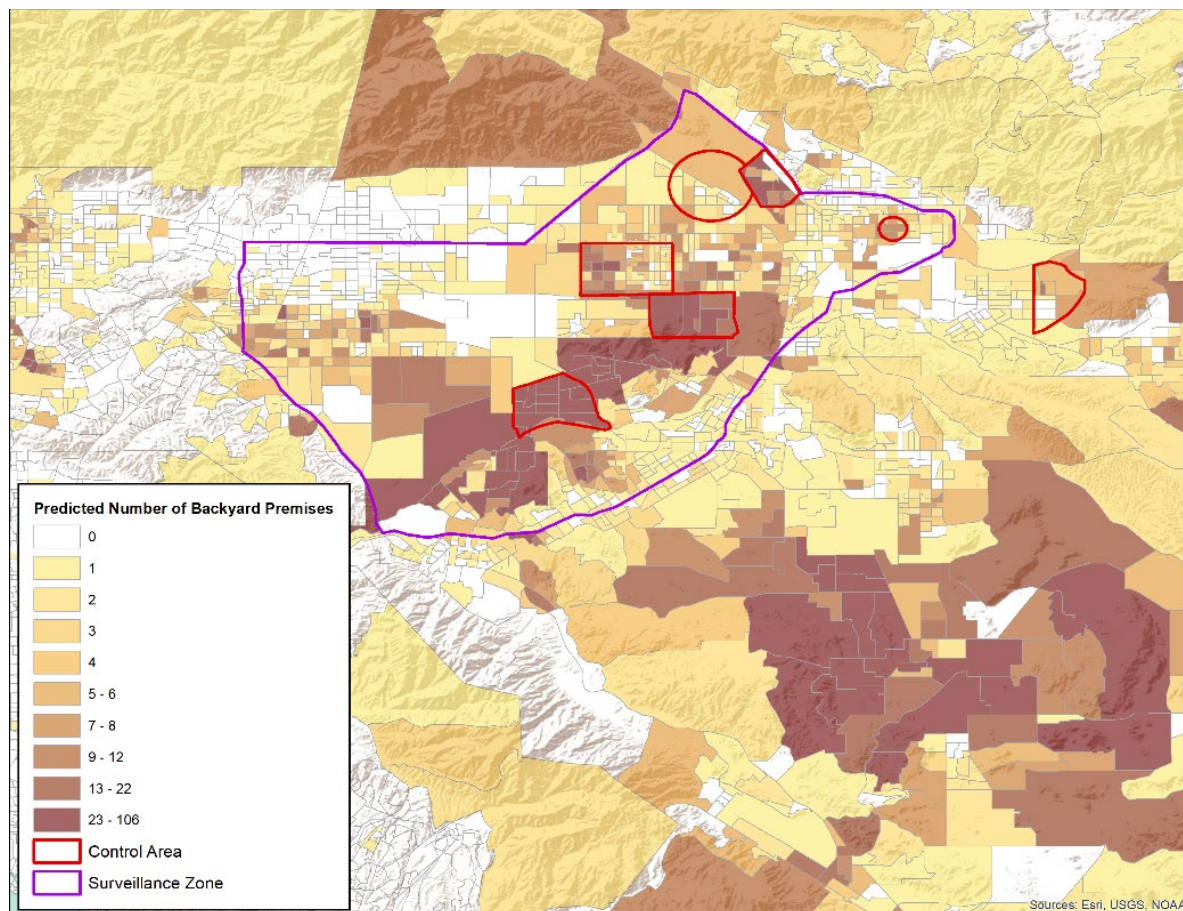 Predicted Number of Backyard Premises
0
1
2
3
4
5 - 6
7 - 8
9 - 12
13 - 22
23 - 106
Control Area
Surveillance Zone
Sources: Esri, USGS, NOAA